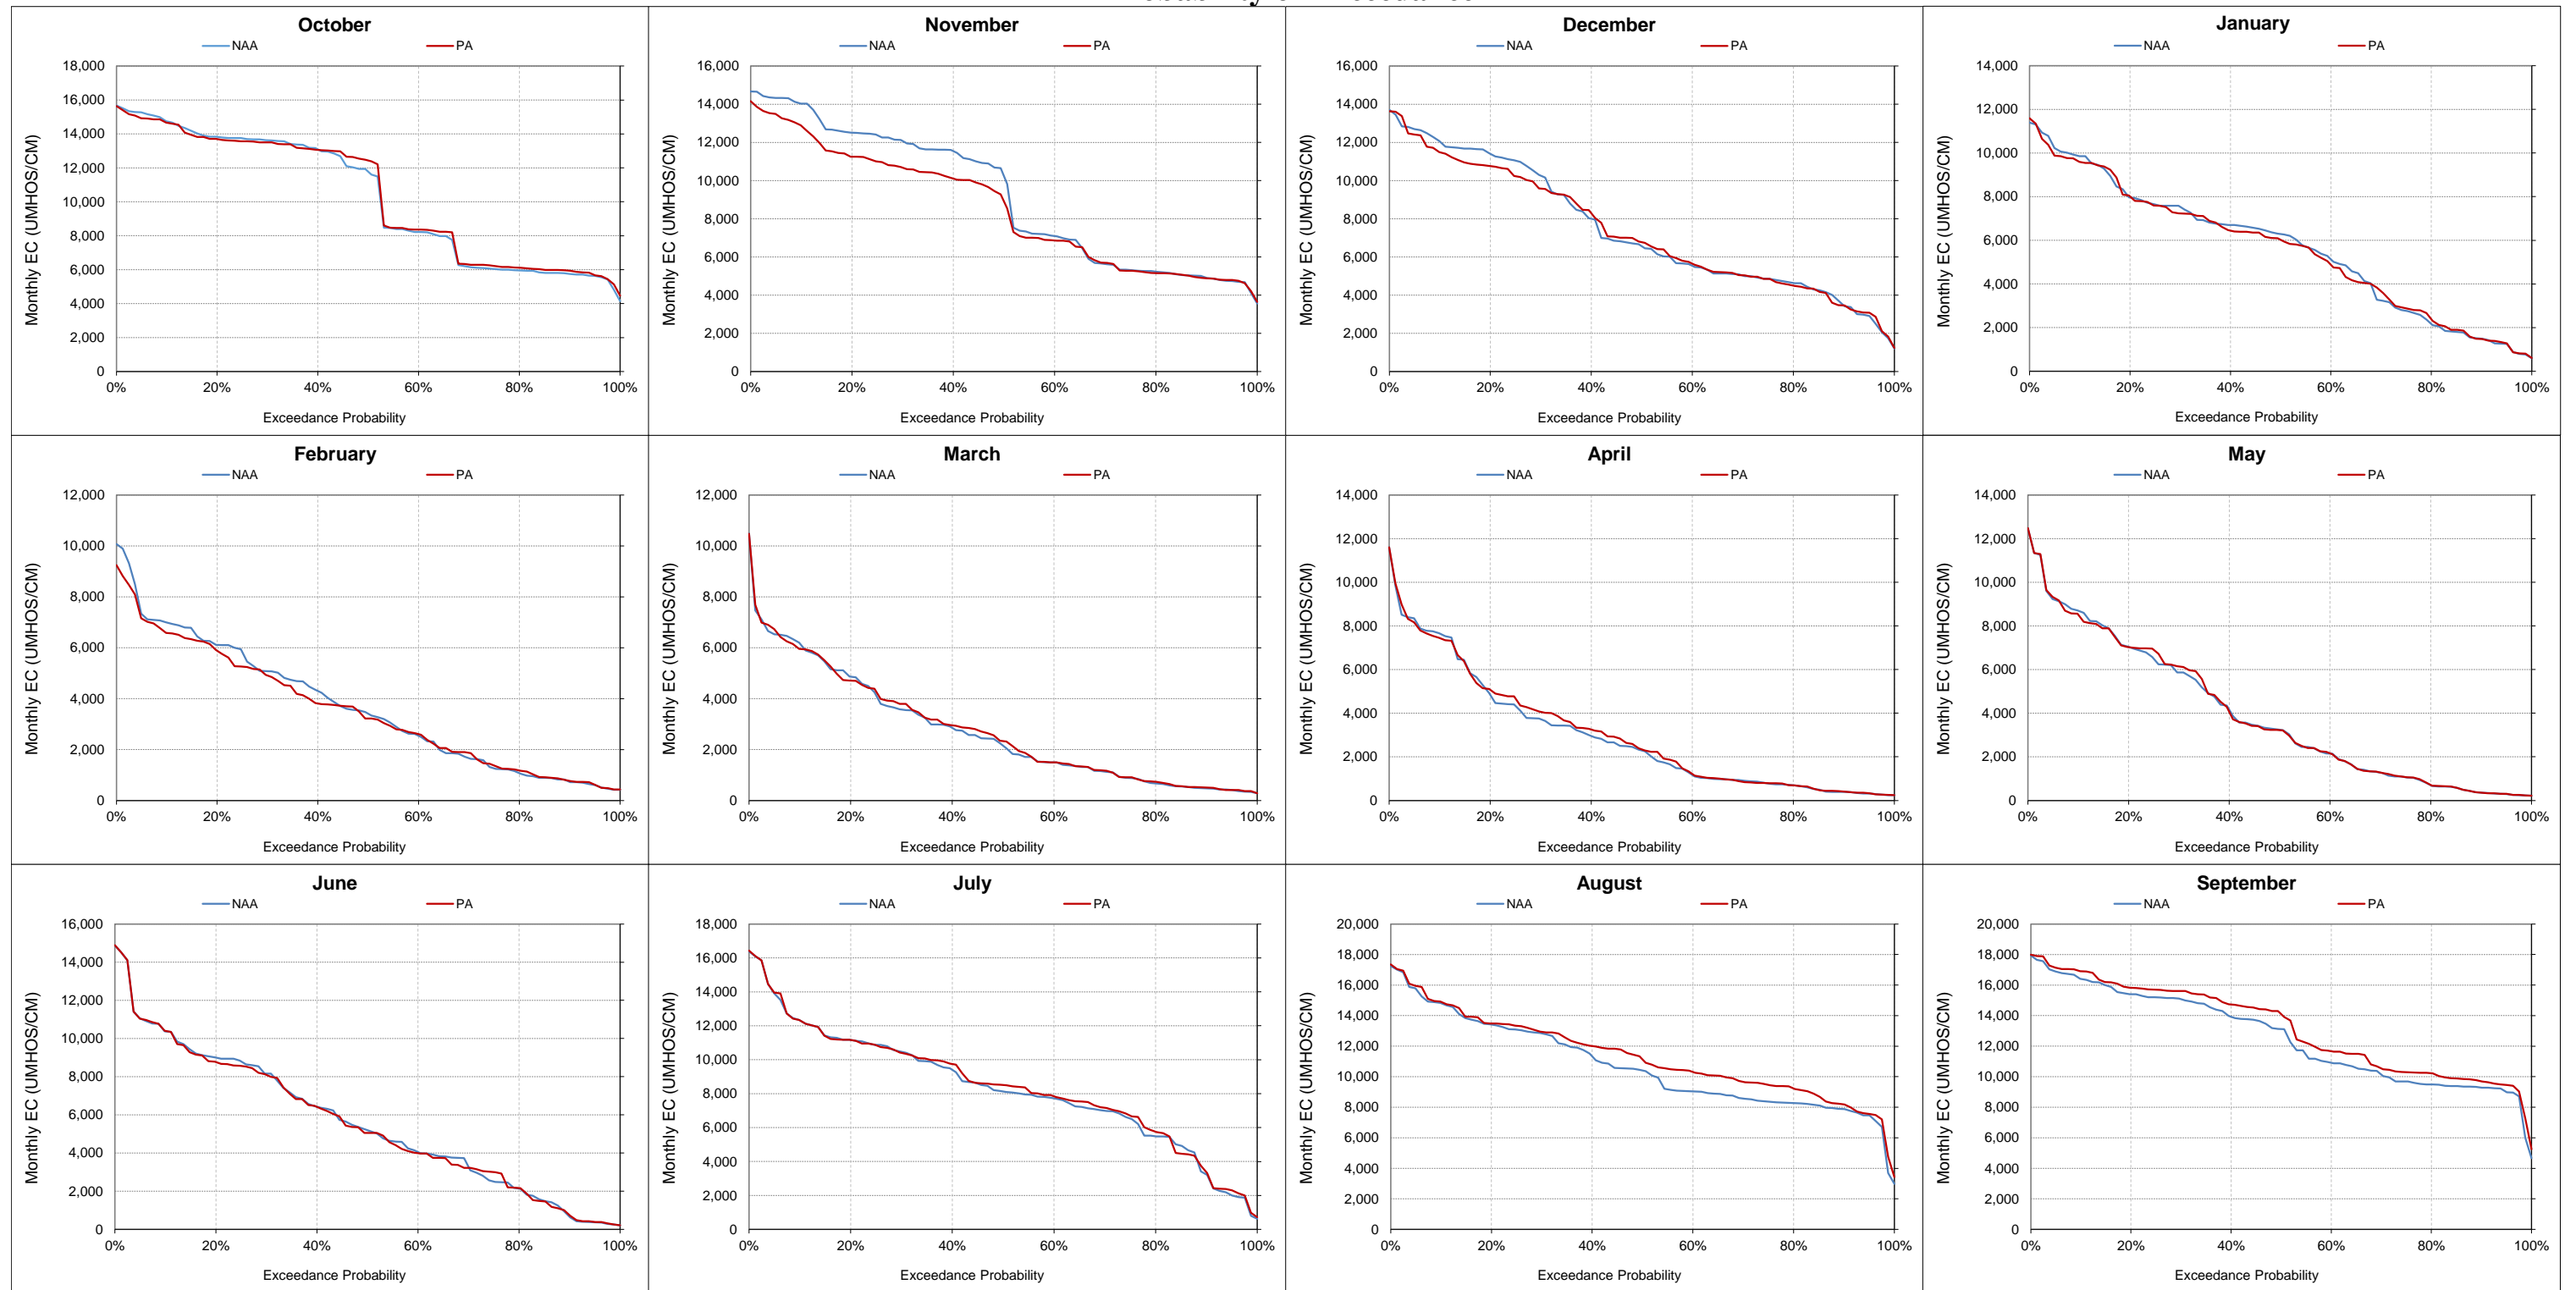 October
NAA PA
18,000
16,000
14,000
12,000
10,000
8,000
6,000
4,000
2,000
0
Monthly EC (UMHOS/CM)
0% 20% 40% 60% 80% 100%
Exceedance Probability
November
NAA PA
16,000
14,000
12,000
10,000
8,000
6,000
4,000
2,000
0
Monthly EC (UMHOS/CM)
0% 20% 40% 60% 80% 100%
Exceedance Probability
December
NAA PA
16,000
14,000
12,000
10,000
8,000
6,000
4,000
2,000
0
Monthly EC (UMHOS/CM)
0% 20% 40% 60% 80% 100%
Exceedance Probability
January
NAA PA
14,000
12,000
10,000
8,000
6,000
4,000
2,000
0
Monthly EC (UMHOS/CM)
0% 20% 40% 60% 80% 100%
Exceedance Probability
February
NAA PA
12,000
10,000
8,000
6,000
4,000
2,000
0
Monthly EC (UMHOS/CM)
0% 20% 40% 60% 80% 100%
Exceedance Probability
March
NAA PA
12,000
10,000
8,000
6,000
4,000
2,000
0
Monthly EC (UMHOS/CM)
0% 20% 40% 60% 80% 100%
Exceedance Probability
April
NAA PA
14,000
12,000
10,000
8,000
6,000
4,000
2,000
0
Monthly EC (UMHOS/CM)
0% 20% 40% 60% 80% 100%
Exceedance Probability
May
NAA PA
14,000
12,000
10,000
8,000
6,000
4,000
2,000
0
Monthly EC (UMHOS/CM)
0% 20% 40% 60% 80% 100%
Exceedance Probability
June
NAA PA
16,000
14,000
12,000
10,000
8,000
6,000
4,000
2,000
0
Monthly EC (UMHOS/CM)
0% 20% 40% 60% 80% 100%
Exceedance Probability
July
NAA PA
18,000
16,000
14,000
12,000
10,000
8,000
6,000
4,000
2,000
0
Monthly EC (UMHOS/CM)
0% 20% 40% 60% 80% 100%
Exceedance Probability
August
NAA PA
20,000
18,000
16,000
14,000
12,000
10,000
8,000
6,000
4,000
2,000
0
Monthly EC (UMHOS/CM)
0% 20% 40% 60% 80% 100%
Exceedance Probability
September
NAA PA
20,000
18,000
16,000
14,000
12,000
10,000
8,000
6,000
4,000
2,000
0
Monthly EC (UMHOS/CM)
0% 20% 40% 60% 80% 100%
Exceedance Probability